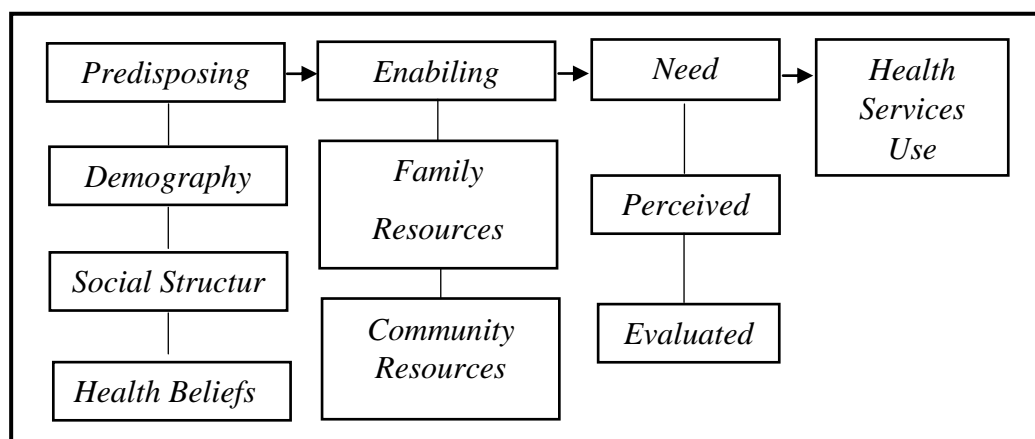 Predisposing
Enabiling
Need
Health
Services
Use
Demography
Family
Resources
Perceived
Social Structur
Community
Resources
Evaluated
Health Beliefs